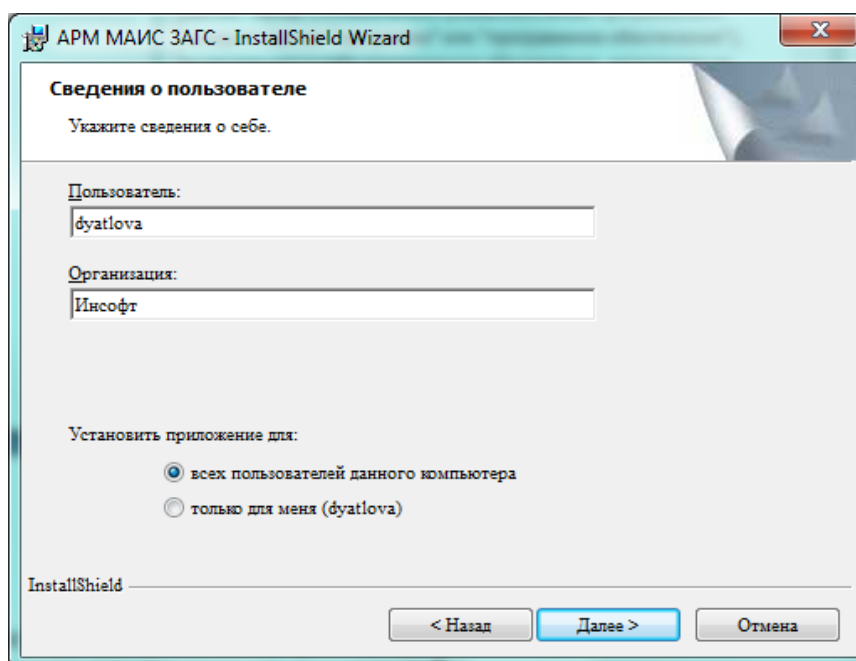 АРМ МАИС ЗАГС - InstallShield Wizard
Сведения о пользователе
Укажите сведения о себе.
Пользователь:
dyatlova
Организация:
Инсофт
Установить приложение для:
всех пользователей данного компьютера
только для меня (dyatlova)
InstallShield
< Назад
Далее >
Отмена